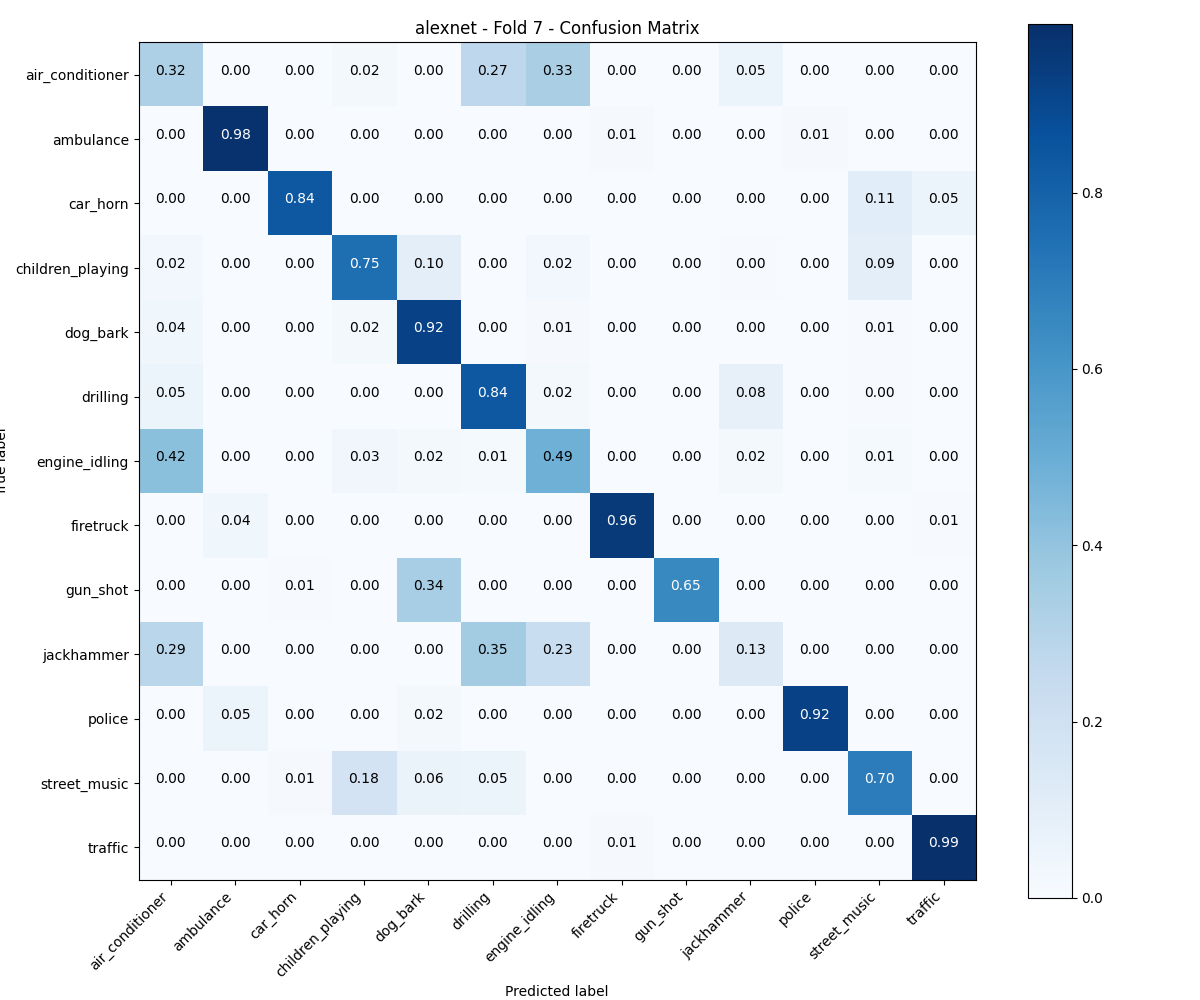 alexnet - Fold 7 - Confusion Matrix
air_conditioner 0.32 0.00 0.00 0.02 0.00 0.27 0.33 0.00 0.00 0.05 0.00 0.00 0.00
ambulance 0.00 0.98 0.00 0.00 0.00 0.00 0.00 0.01 0.00 0.00 0.01 0.00 0.00
car_horn 0.00 0.00 0.84 0.00 0.00 0.00 0.00 0.00 0.00 0.00 0.00 0.11 0.05
children_playing 0.02 0.00 0.00 0.75 0.10 0.00 0.02 0.00 0.00 0.00 0.00 0.09 0.00
dog_bark 0.04 0.00 0.00 0.02 0.92 0.00 0.01 0.00 0.00 0.00 0.00 0.01 0.00
drilling 0.05 0.00 0.00 0.00 0.00 0.84 0.02 0.00 0.00 0.08 0.00 0.00 0.00
engine_idling 0.42 0.00 0.00 0.03 0.02 0.01 0.49 0.00 0.00 0.02 0.00 0.01 0.00
firetruck 0.00 0.04 0.00 0.00 0.00 0.00 0.00 0.96 0.00 0.00 0.00 0.00 0.01
gun_shot 0.00 0.00 0.01 0.00 0.34 0.00 0.00 0.00 0.65 0.00 0.00 0.00 0.00
jackhammer 0.29 0.00 0.00 0.00 0.00 0.35 0.23 0.00 0.00 0.13 0.00 0.00 0.00
police 0.00 0.05 0.00 0.00 0.02 0.00 0.00 0.00 0.00 0.00 0.92 0.00 0.00
street_music 0.00 0.00 0.01 0.18 0.06 0.05 0.00 0.00 0.00 0.00 0.00 0.70 0.00
traffic 0.00 0.00 0.00 0.00 0.00 0.00 0.00 0.01 0.00 0.00 0.00 0.00 0.99
air_conditioner ambulance car_horn children_playing dog_bark drilling engine_idling firetruck gun_shot jackhammer police street_music traffic
Predicted label
0.8
0.6
0.4
0.2
0.0